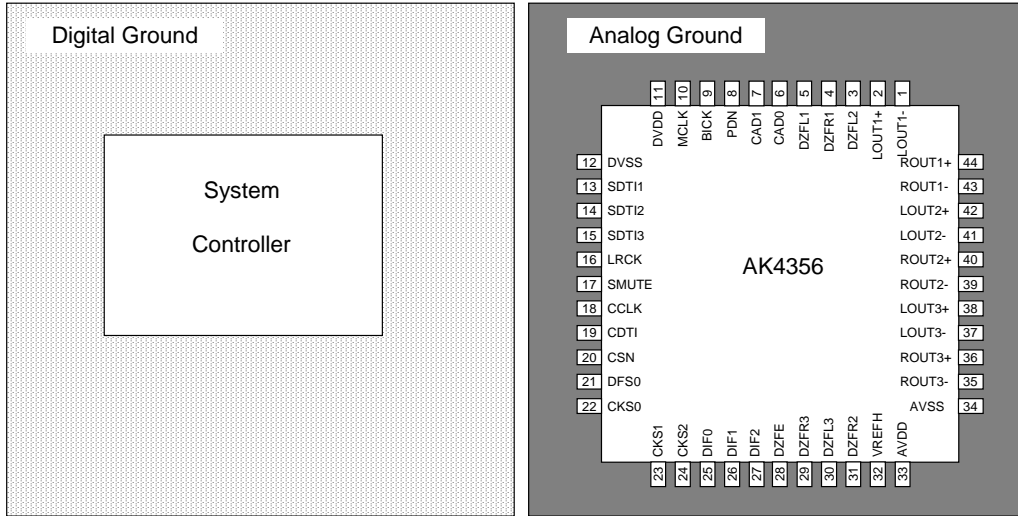 Digital Ground
System
Controller
Analog Ground
11 10 9 8 7 6 5 4 3 2 1
DVDD MCLK BICK PDN CAD1 CAD0 DZFL1 DZFR1 DZFL2 LOUT1+ LOUT1-
12 DVSS
13 SDTI1
14 SDTI2
15 SDTI3
16 LRCK
17 SMUTE
18 CCLK
19 CDTI
20 CSN
21 DFS0
22 CKS0
AK4356
ROUT1+ 44
ROUT1- 43
LOUT2+ 42
LOUT2- 41
ROUT2+ 40
ROUT2- 39
LOUT3+ 38
LOUT3- 37
ROUT3+ 36
ROUT3- 35
AVSS 34
CKS1 CKS2 DIF0 DIF1 DIF2 DZFE DZFR3 DZFL3 DZFR2 VREFH AVDD
23 24 25 26 27 28 29 30 31 32 33